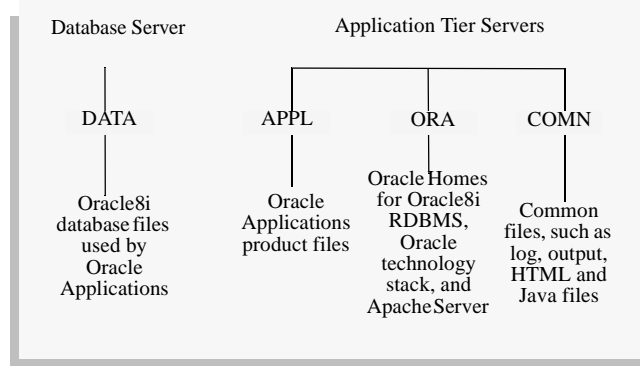 Database Server
Application Tier Servers
DATA
APPL
ORA
COMN
Oracle8i
database files
used by
Oracle
Applications
Oracle
Applications
product files
Oracle Homes
for Oracle8i
RDBMS,
Oracle
technology
stack, and
Apache Server
Common
files, such as
log, output,
HTML and
Java files